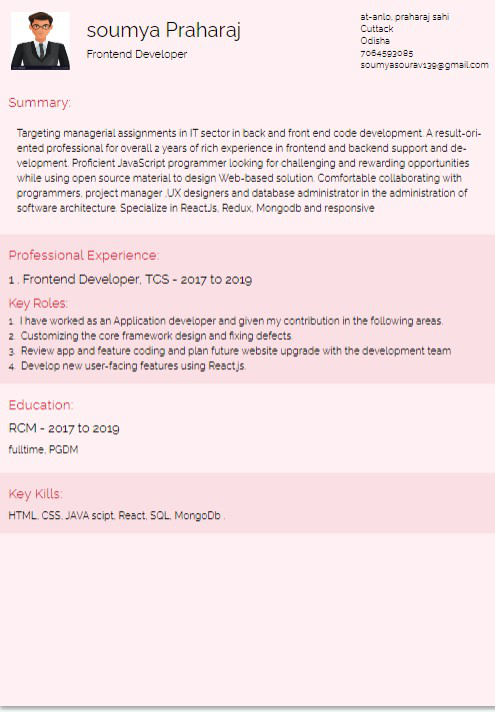 soumya Praharaj
Frontend Developer
at-anlo, praharaj sahi
Cuttack
Odisha
7064593085
soumyasourav139@gmail.com
Summary:
Targeting managerial assignments in IT sector in back and front end code development. A result-ori-
ented professional for overall 2 years of rich experience in frontend and backend support and de-
velopment. Proficient JavaScript programmer looking for challenging and rewarding opportunities
while using open source material to design Web-based solution. Comfortable collaborating with
programmers, project manager ,UX designers and database administrator in the administration of
software architecture. Specialize in ReactJs, Redux, Mongodb and responsive
Professional Experience:
1 . Frontend Developer, TCS - 2017 to 2019
Key Roles:
1. I have worked as an Application developer and given my contribution in the following areas.
2. Customizing the core framework design and fixing defects
3. Review app and feature coding and plan future website upgrade with the development team
4. Develop new user-facing features using React.js.
Education:
RCM - 2017 to 2019
fulltime, PGDM
Key Kills:
HTML, CSS, JAVA scipt, React, SQL, MongoDb .